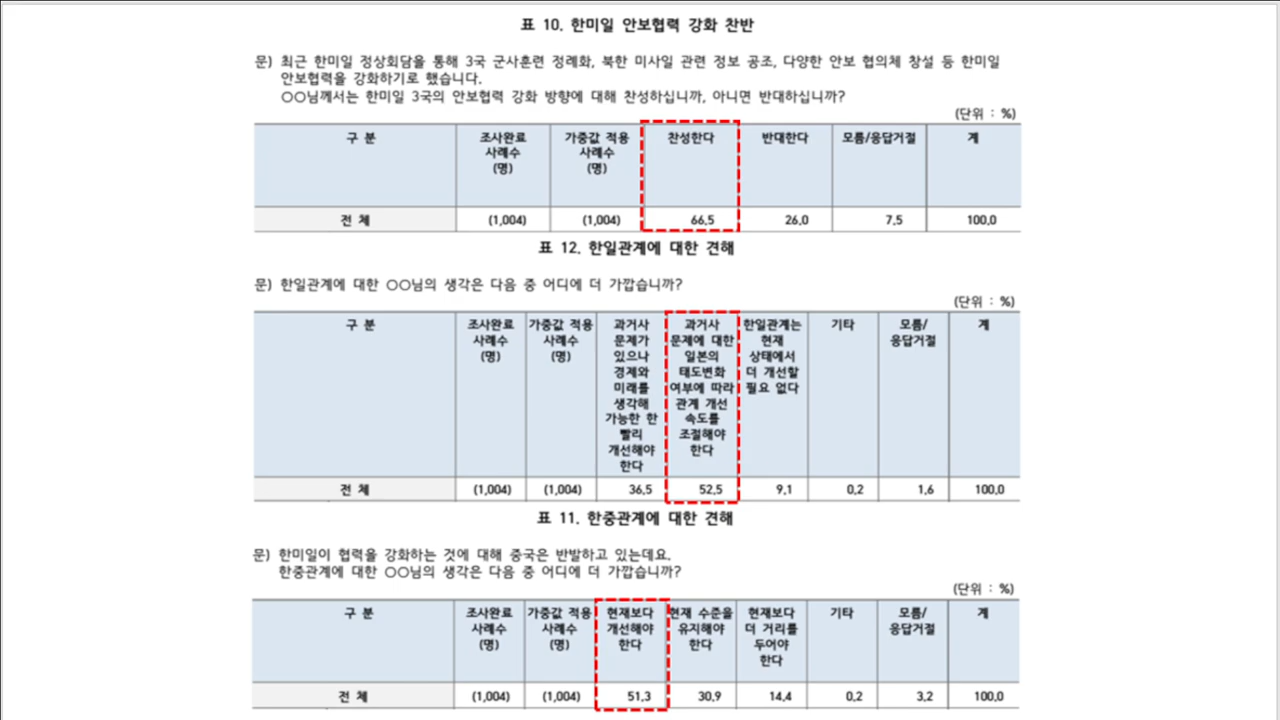 표 10. 한미일 안보협력 강화 찬반
문) 최근 한미일 정상회담을 통해 3국 군사훈련 정례화, 북한 미사일 관련 정보 공조, 다양한 안보 협의체 창설 등 한미일
안보협력을 강화하기로 했습니다.
○○님께서는 한미일 3국의 안보협력 강화 방향에 대해 찬성하십니까, 아니면 반대하십니까?
(단위 : %)
구 분 조사완료 가중값 적용 찬성한다 반대한다 모름/응답거절 계
사례수 사례수
(명) (명)
전 체 (1,004) (1,004) 66.5 26.0 7.5 100.0
표 12. 한일관계에 대한 견해
문) 한일관계에 대한 ○○님의 생각은 다음 중 어디에 더 가깝습니까?
(단위 : %)
구 분 조사완료 가중값 적용 과거사 과거사 한일관계는 기타 모름/ 계
사례수 사례수 문제가 문제에 대한 현재 응답거절
(명) (명) 있으나 일본의 상태에서
경제와 태도변화 더 개선할
미래를 여부에 따라 필요 없다
생각해 관계 개선
가능한 한 속도를
빨리 조절해야
개선해야 한다
한다
전 체 (1,004) (1,004) 36.5 52.5 9.1 0.2 1.6 100.0
표 11. 한중관계에 대한 견해
문) 한미일이 협력을 강화하는 것에 대해 중국은 반발하고 있는데요.
한중관계에 대한 ○○님의 생각은 다음 중 어디에 더 가깝습니까?
(단위 : %)
구 분 조사완료 가중값 적용 현재보다 현재 수준을 현재보다 기타 모름/ 계
사례수 사례수 개선해야 유지해야 더 거리를 응답거절
(명) (명) 한다 한다 두어야
한다
전 체 (1,004) (1,004) 51.3 30.9 14.4 0.2 3.2 100.0